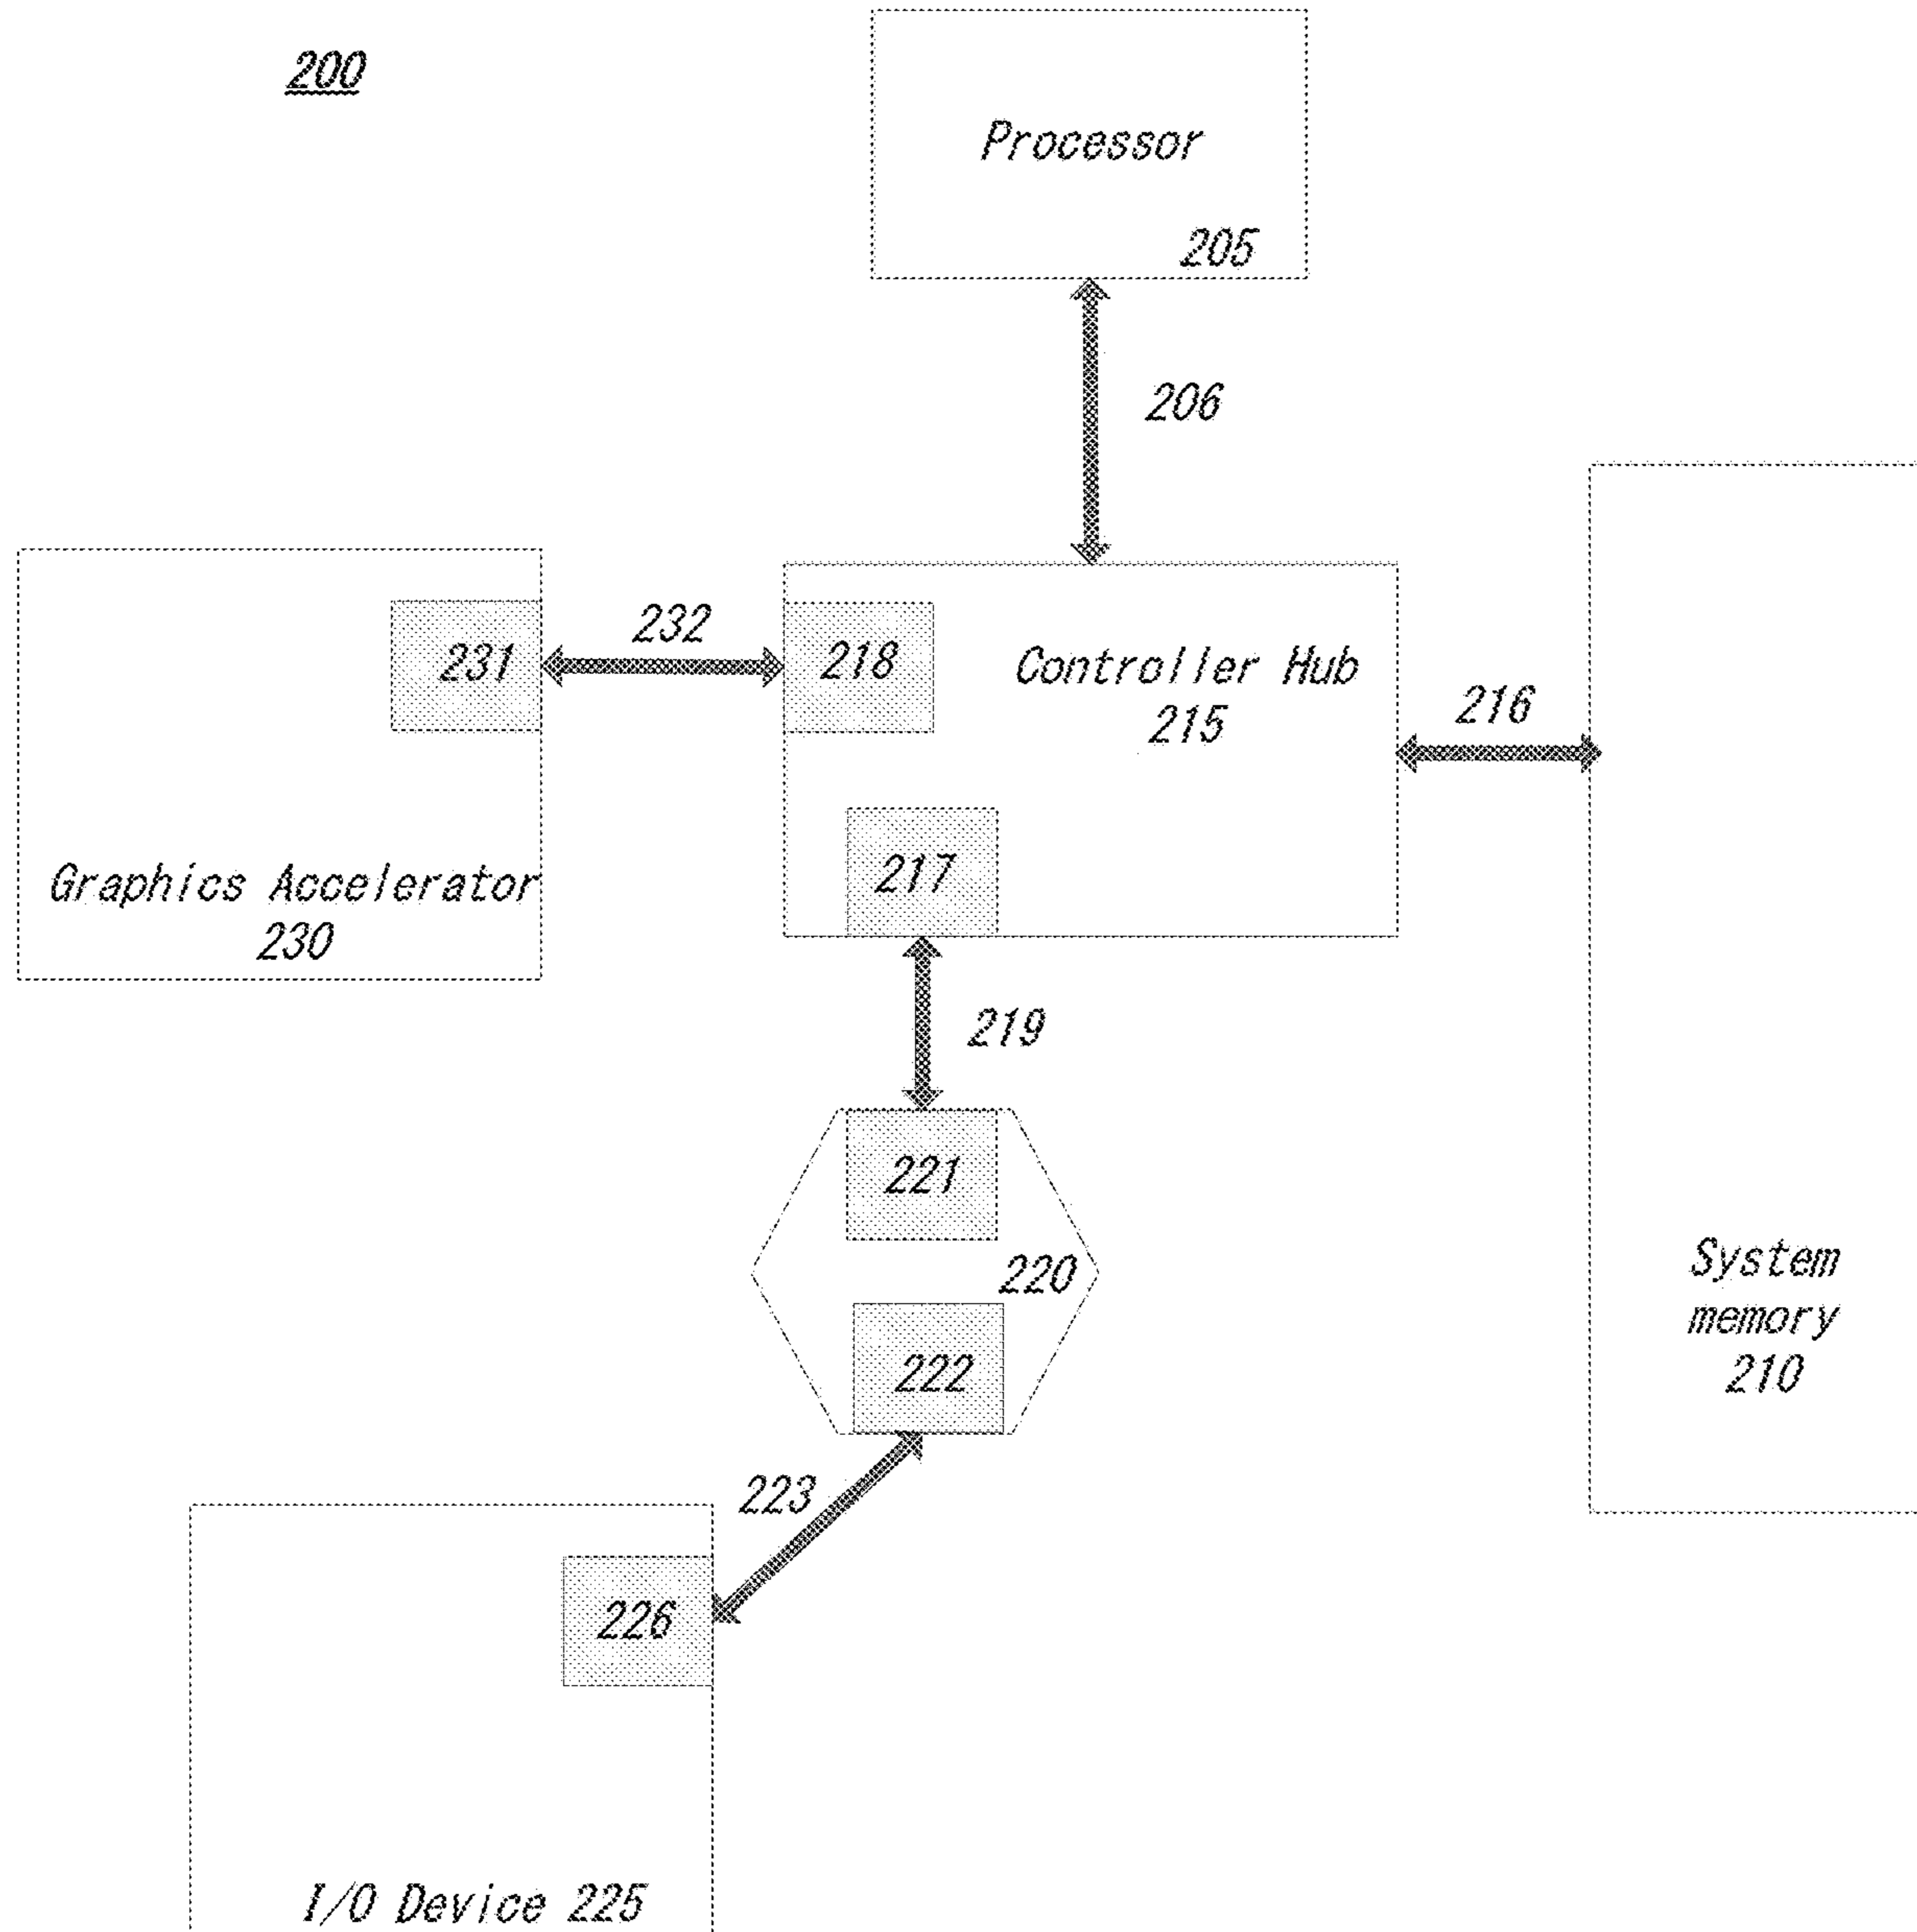 200
Processor
205
206
231
232
218
Controller Hub
215
216
Graphics Accelerator
230
217
219
221
220
222
System
memory
210
223
226
I/O Device 225